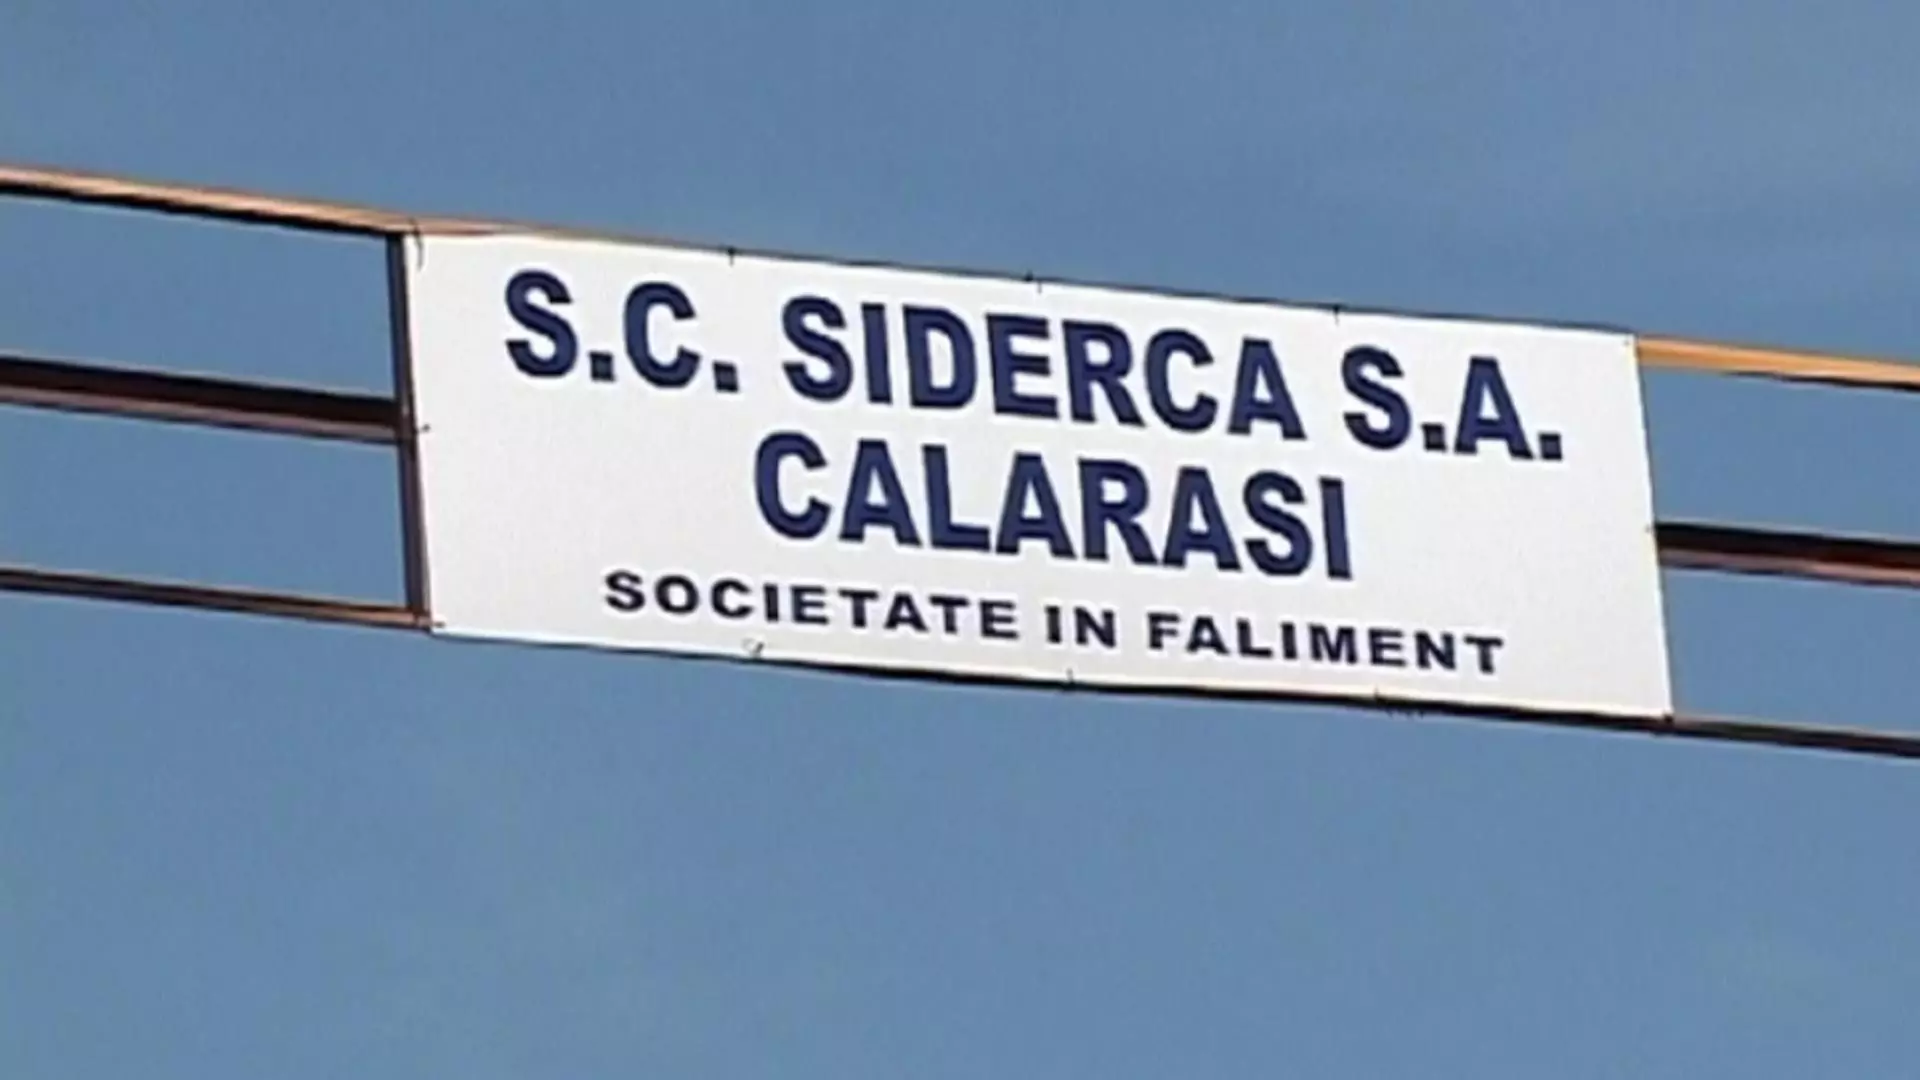 S.C. SIDERCA S.A.
CALARASI
SOCIETATE IN FALIMENT